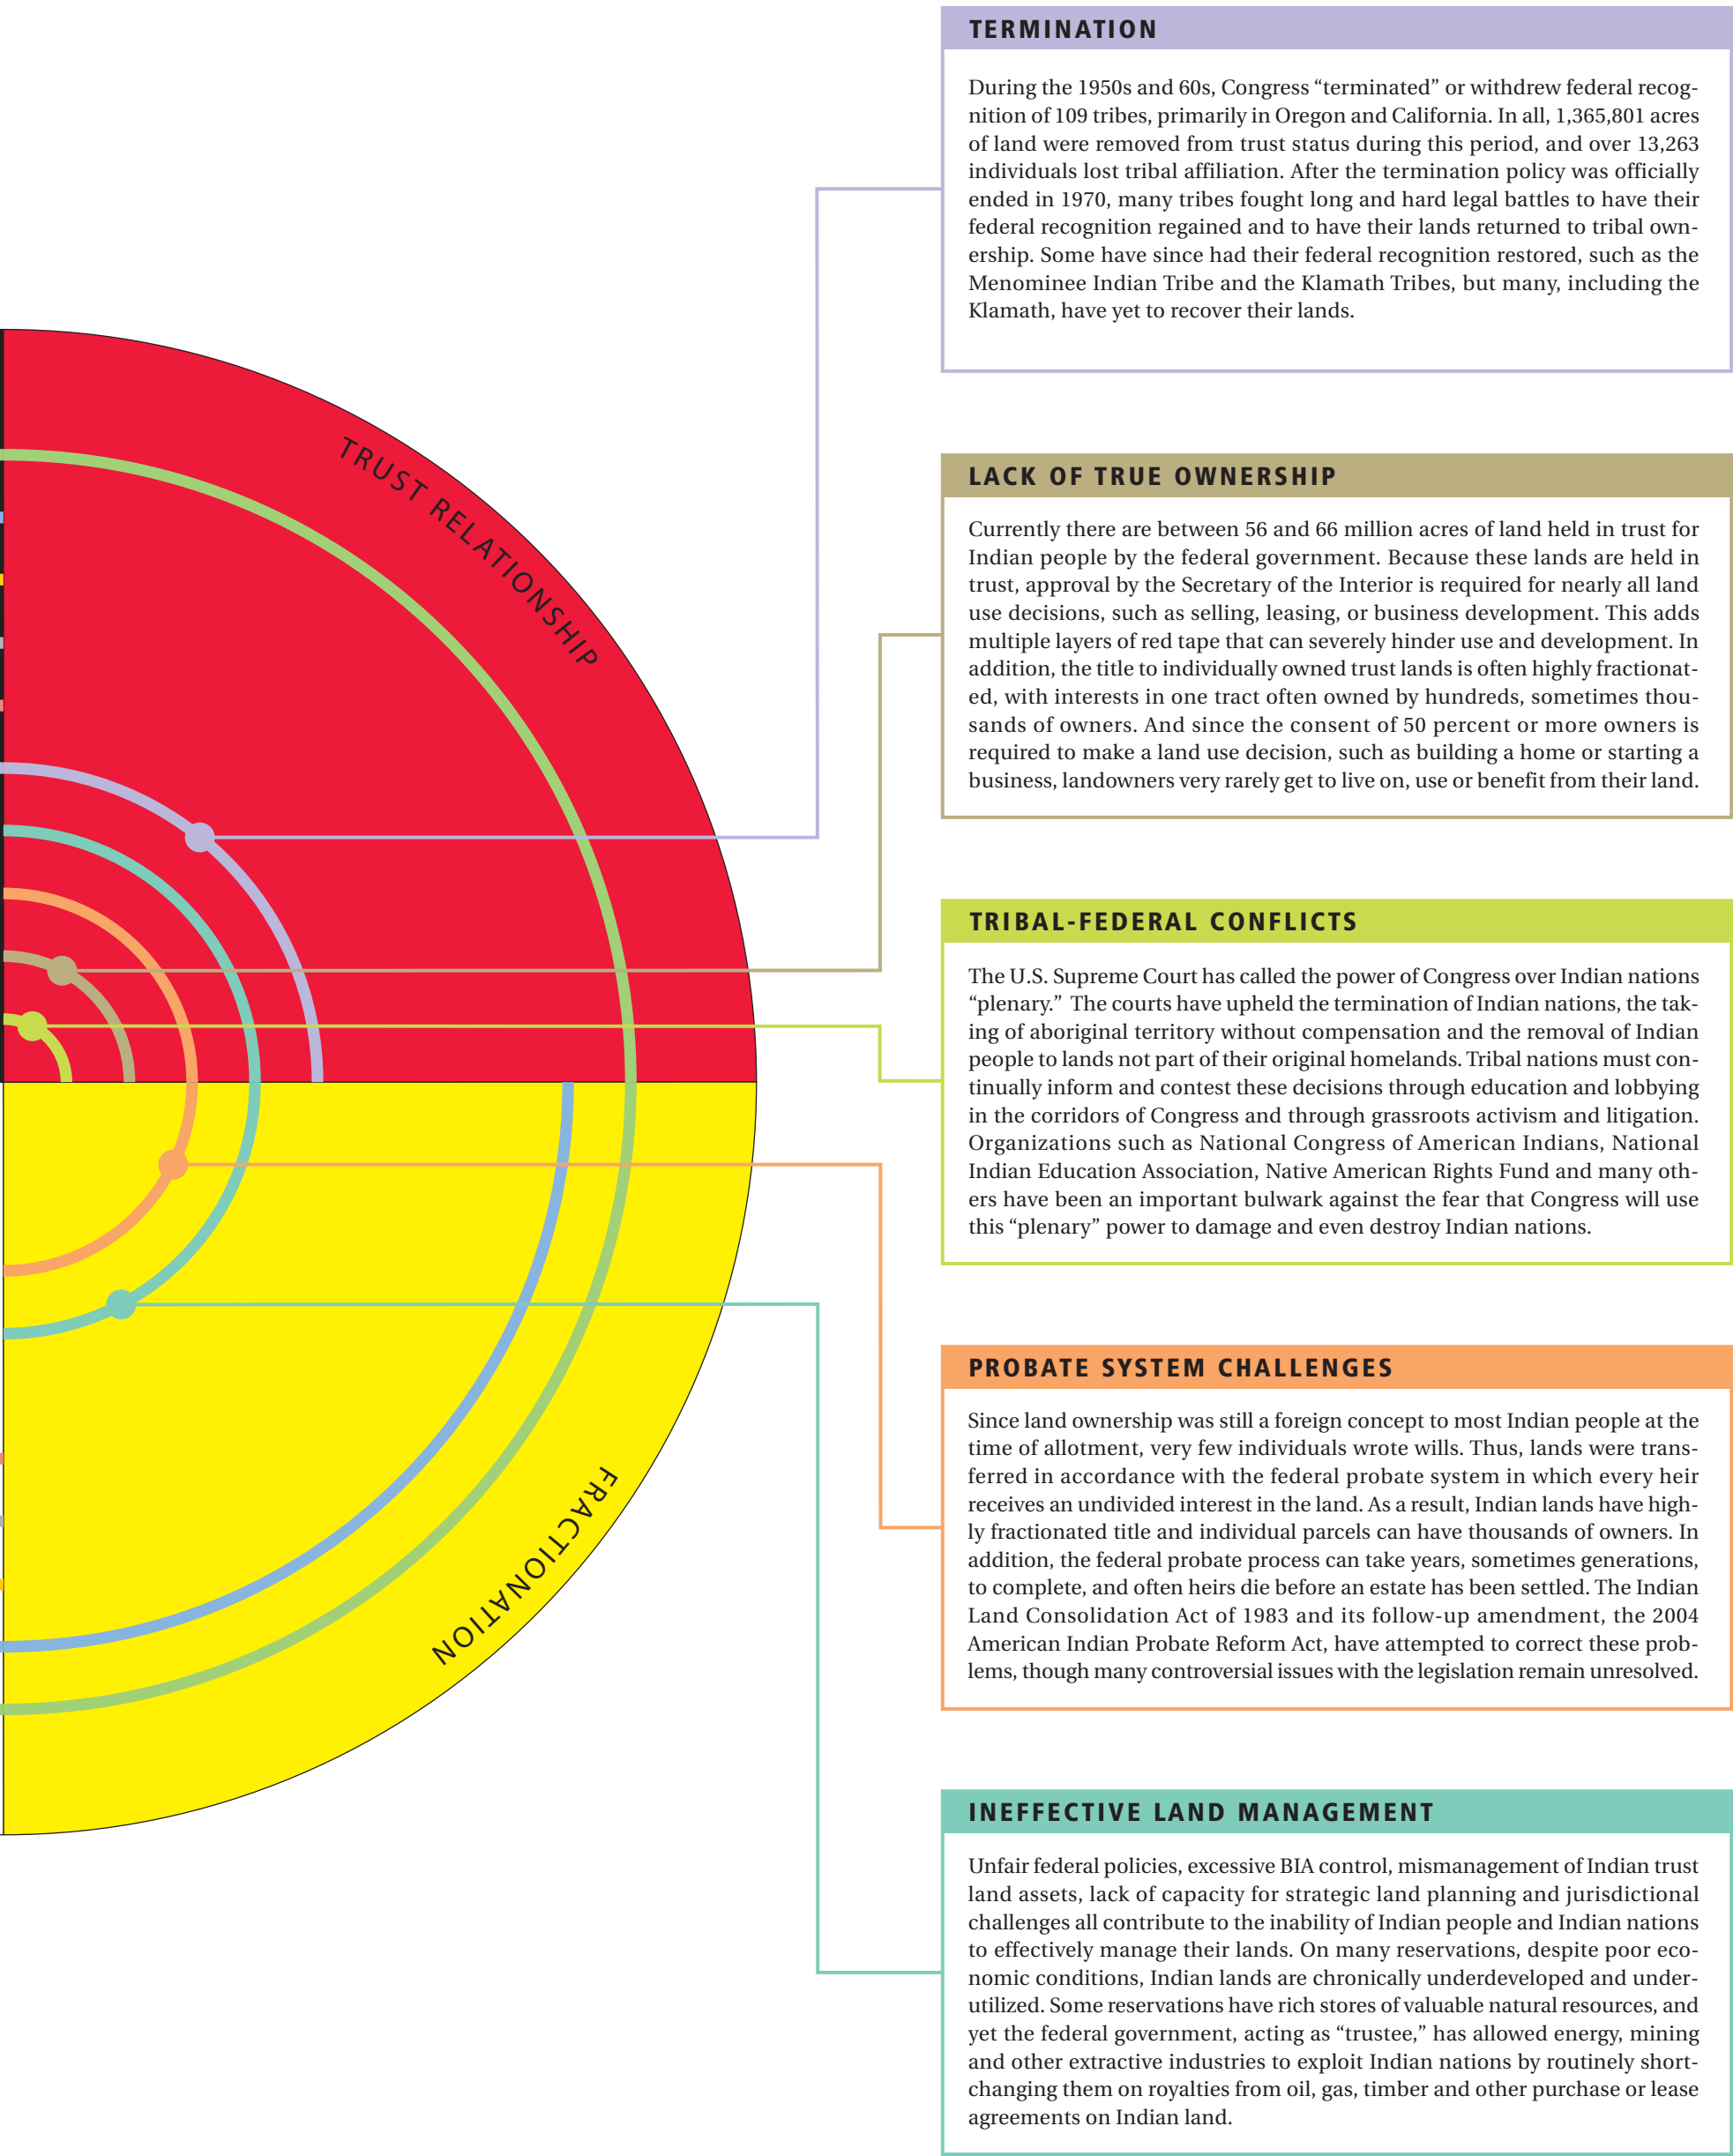 TERMINATION
During the 1950s and 60s, Congress “terminated” or withdrew federal recog-
nition of 109 tribes, primarily in Oregon and California. In all, 1,365,801 acres
of land were removed from trust status during this period, and over 13,263
individuals lost tribal affiliation. After the termination policy was officially
ended in 1970, many tribes fought long and hard legal battles to have their
federal recognition regained and to have their lands returned to tribal own-
ership. Some have since had their federal recognition restored, such as the
Menominee Indian Tribe and the Klamath Tribes, but many, including the
Klamath, have yet to recover their lands.
TRUST RELATIONSHIP
LACK OF TRUE OWNERSHIP
Currently there are between 56 and 66 million acres of land held in trust for
Indian people by the federal government. Because these lands are held in
trust, approval by the Secretary of the Interior is required for nearly all land
use decisions, such as selling, leasing, or business development. This adds
multiple layers of red tape that can severely hinder use and development. In
addition, the title to individually owned trust lands is often highly fractionat-
ed, with interests in one tract often owned by hundreds, sometimes thou-
sands of owners. And since the consent of 50 percent or more owners is
required to make a land use decision, such as building a home or starting a
business, landowners very rarely get to live on, use or benefit from their land.
TRIBAL-FEDERAL CONFLICTS
The U.S. Supreme Court has called the power of Congress over Indian nations
“plenary.” The courts have upheld the termination of Indian nations, the tak-
ing of aboriginal territory without compensation and the removal of Indian
people to lands not part of their original homelands. Tribal nations must con-
tinually inform and contest these decisions through education and lobbying
in the corridors of Congress and through grassroots activism and litigation.
Organizations such as National Congress of American Indians, National
Indian Education Association, Native American Rights Fund and many oth-
ers have been an important bulwark against the fear that Congress will use
this “plenary” power to damage and even destroy Indian nations.
PROBATE SYSTEM CHALLENGES
Since land ownership was still a foreign concept to most Indian people at the
time of allotment, very few individuals wrote wills. Thus, lands were trans-
ferred in accordance with the federal probate system in which every heir
receives an undivided interest in the land. As a result, Indian lands have high-
ly fractionated title and individual parcels can have thousands of owners. In
addition, the federal probate process can take years, sometimes generations,
to complete, and often heirs die before an estate has been settled. The Indian
Land Consolidation Act of 1983 and its follow-up amendment, the 2004
American Indian Probate Reform Act, have attempted to correct these prob-
lems, though many controversial issues with the legislation remain unresolved.
FRACTIONATION
INEFFECTIVE LAND MANAGEMENT
Unfair federal policies, excessive BIA control, mismanagement of Indian trust
land assets, lack of capacity for strategic land planning and jurisdictional
challenges all contribute to the inability of Indian people and Indian nations
to effectively manage their lands. On many reservations, despite poor eco-
nomic conditions, Indian lands are chronically underdeveloped and under-
utilized. Some reservations have rich stores of valuable natural resources, and
yet the federal government, acting as “trustee,” has allowed energy, mining
and other extractive industries to exploit Indian nations by routinely short-
changing them on royalties from oil, gas, timber and other purchase or lease
agreements on Indian land.